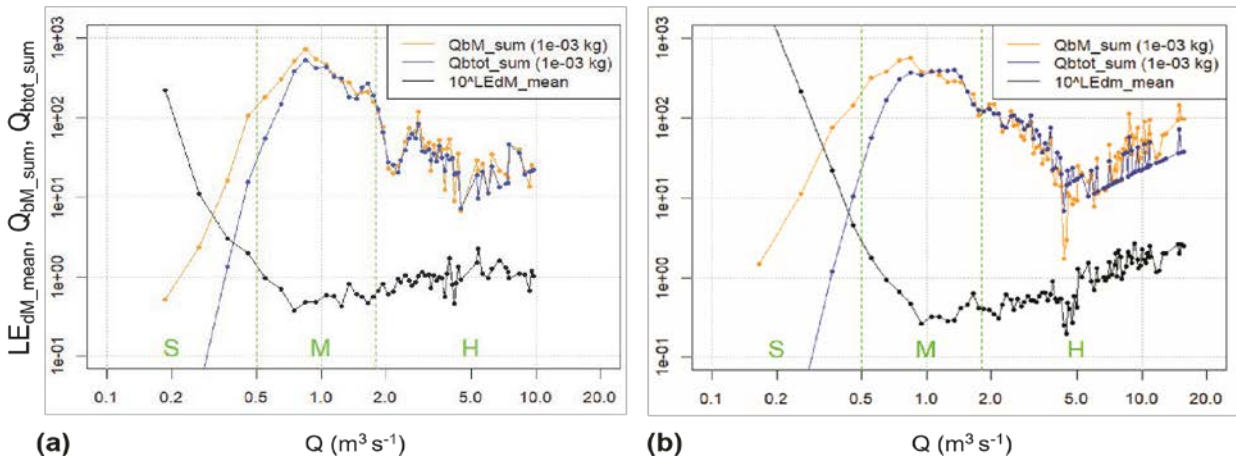 LEdM_mean, QbM_sum, Qbtot_sum
1e+03
1e+02
1e+01
1e+00
1e-01
QbM_sum (1e-03 kg)
Qbtot_sum (1e-03 kg)
10^LEdM_mean
S
M
H
0.1
0.2
0.5
1.0
2.0
5.0
10.0
20.0
(a)
Q (m³ s⁻¹)
1e+03
1e+02
1e+01
1e+00
1e-01
QbM_sum (1e-03 kg)
Qbtot_sum (1e-03 kg)
10^LEdm_mean
S
M
H
0.1
0.2
0.5
1.0
2.0
5.0
10.0
20.0
(b)
Q (m³ s⁻¹)